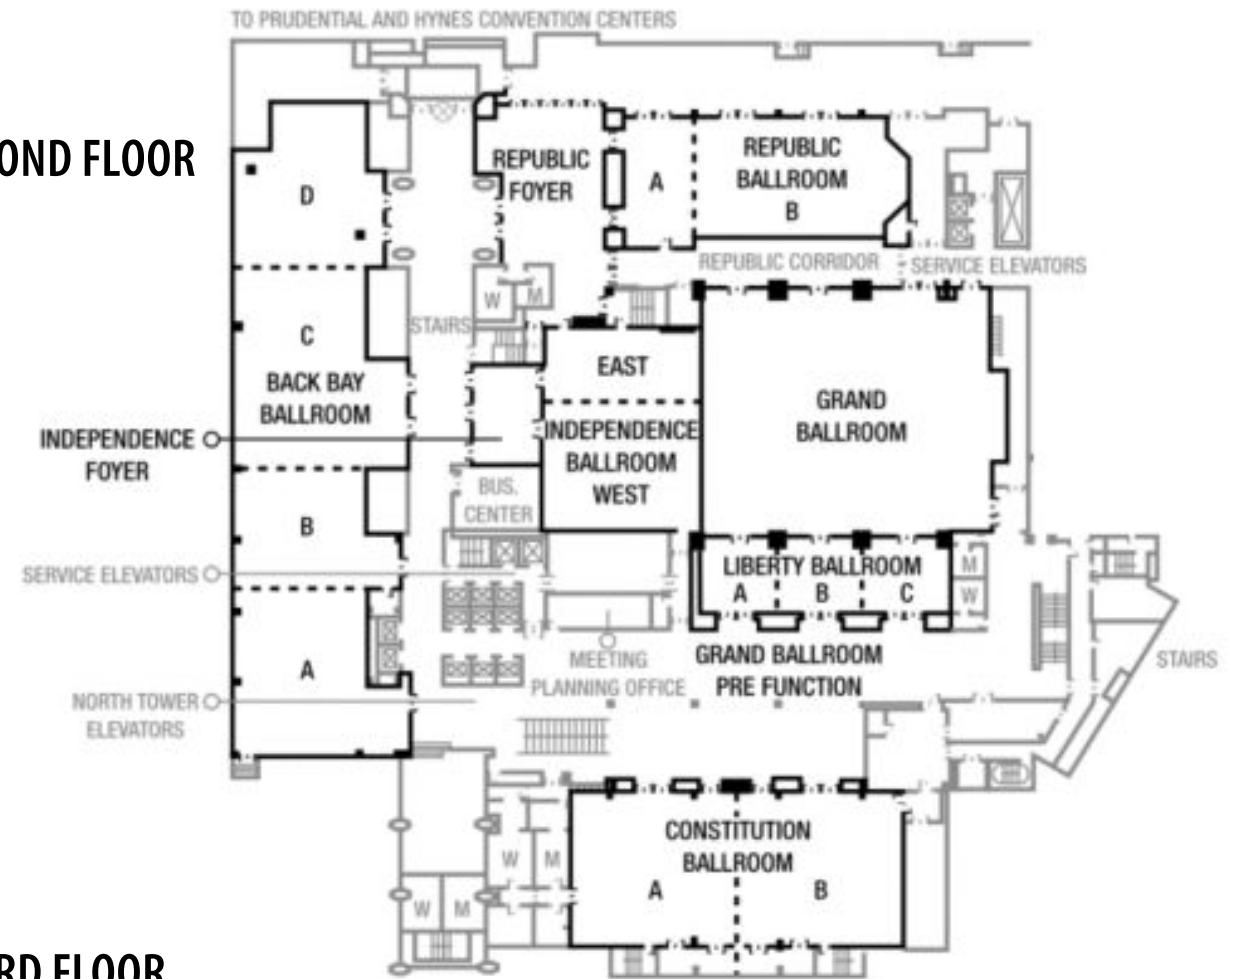 TO PRUDENTIAL AND HYNES CONVENTION CENTERS
OND FLOOR
REPUBLIC
FOYER
A
REPUBLIC
BALLROOM
B
D
REPUBLIC CORRIDOR
SERVICE ELEVATORS
W
M
STAIRS
C
BACK BAY
BALLROOM
EAST
GRAND
BALLROOM
INDEPENDENCE
FOYER
INDEPENDENCE
BALLROOM
WEST
BUS.
CENTER
B
SERVICE ELEVATORS
LIBERTY BALLROOM
A
B
C
M
W
A
MEETING
PLANNING OFFICE
GRAND BALLROOM
PRE FUNCTION
STAIRS
NORTH TOWER
ELEVATORS
CONSTITUTION
BALLROOM
A
B
W
M
W
M
RD FLOOR